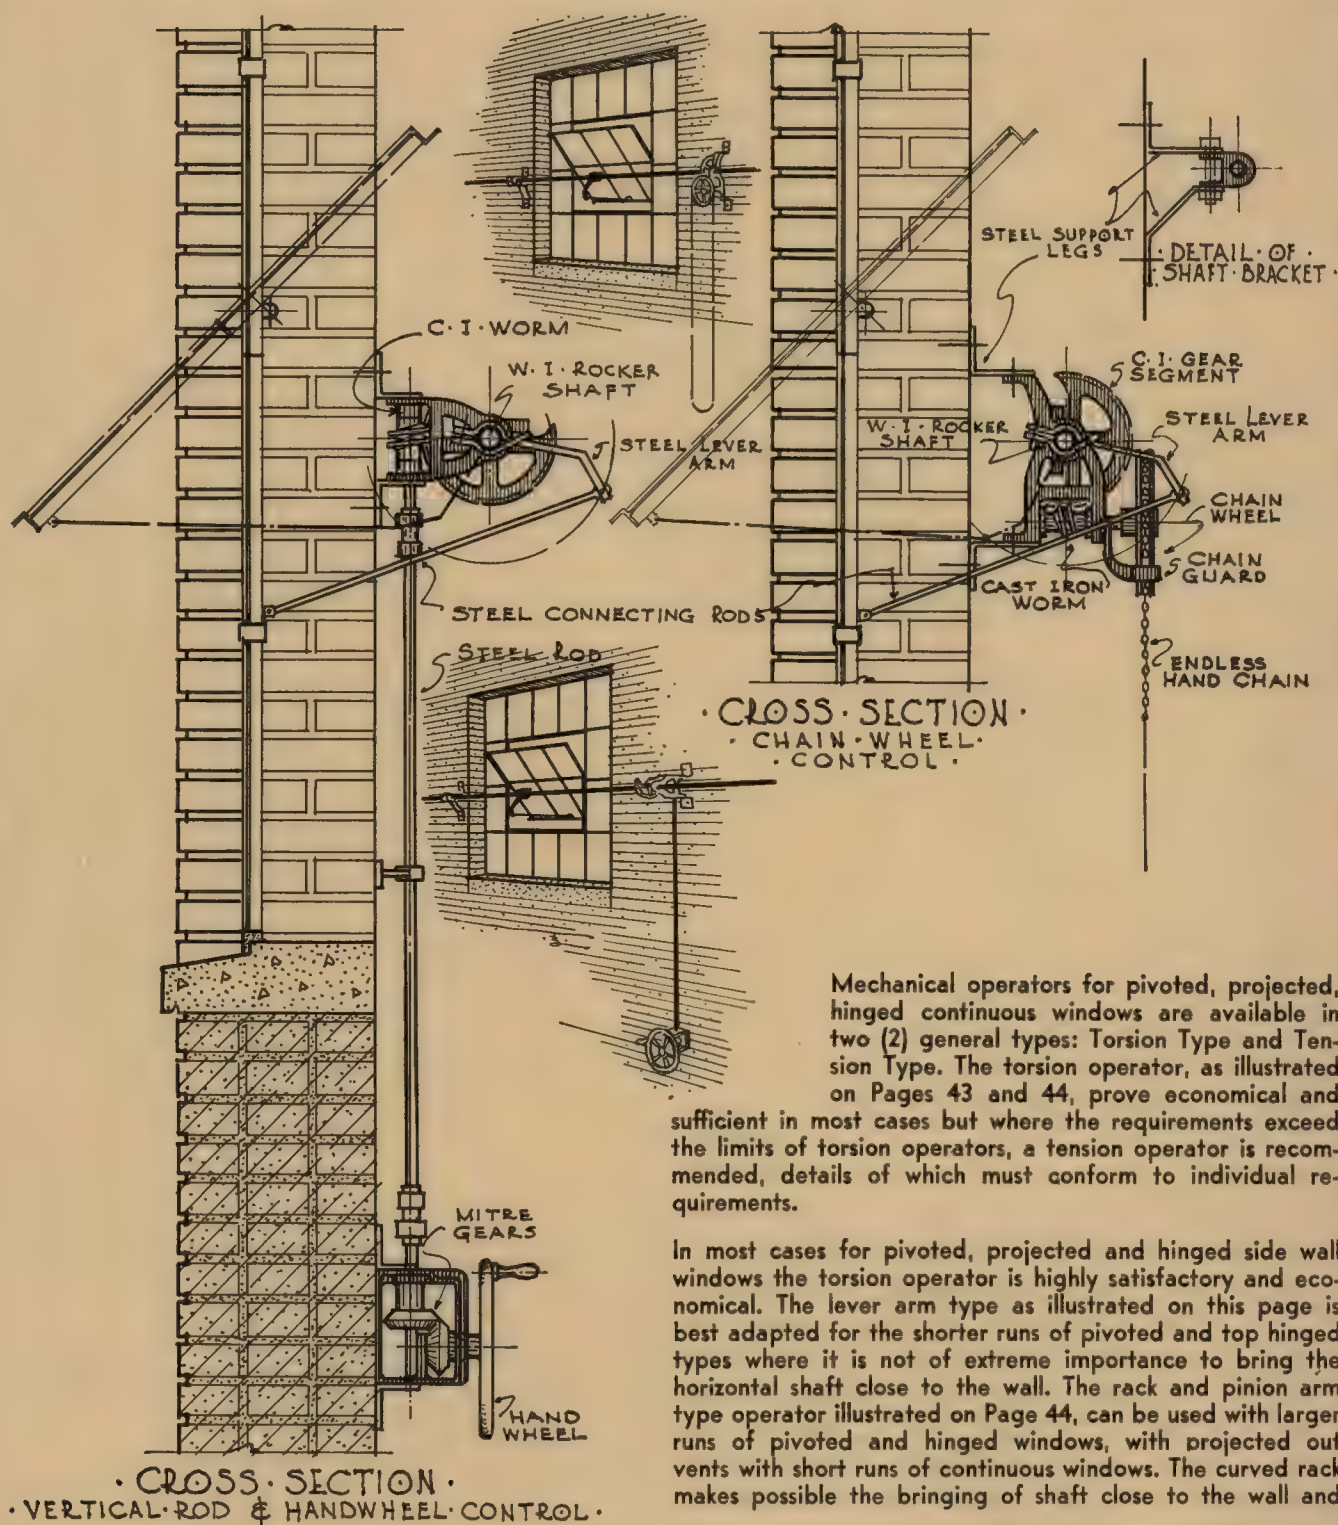 C·I·WORM
W·I·ROCKER
SHAFT
STEEL LEVER
ARM
STEEL CONNECTING RODS
STEEL ROD
MITRE
GEARS
HAND
WHEEL
·CROSS·SECTION·
·VERTICAL·ROD & HANDWHEEL·CONTROL·
STEEL SUPPORT
LEGS
·DETAIL·OF·
SHAFT·BRACKET·
C·I·GEAR
SEGMENT
W·I·ROCKER
SHAFT
STEEL LEVER
ARM
CHAIN
WHEEL
CHAIN
GUARD
CAST IRON
WORM
ENDLESS
HAND CHAIN
·CROSS·SECTION·
·CHAIN·WHEEL·
·CONTROL·
Mechanical operators for pivoted, projected,
hinged continuous windows are available in
two (2) general types: Torsion Type and Ten-
sion Type. The torsion operator, as illustrated
on Pages 43 and 44, prove economical and
sufficient in most cases but where the requirements exceed
the limits of torsion operators, a tension operator is recom-
mended, details of which must conform to individual re-
quirements.
In most cases for pivoted, projected and hinged side wall
windows the torsion operator is highly satisfactory and eco-
nomical. The lever arm type as illustrated on this page is
best adapted for the shorter runs of pivoted and top hinged
types where it is not of extreme importance to bring the
horizontal shaft close to the wall. The rack and pinion arm
type operator illustrated on Page 44, can be used with larger
runs of pivoted and hinged windows, with projected out
vents with short runs of continuous windows. The curved rack
makes possible the bringing of shaft close to the wall and